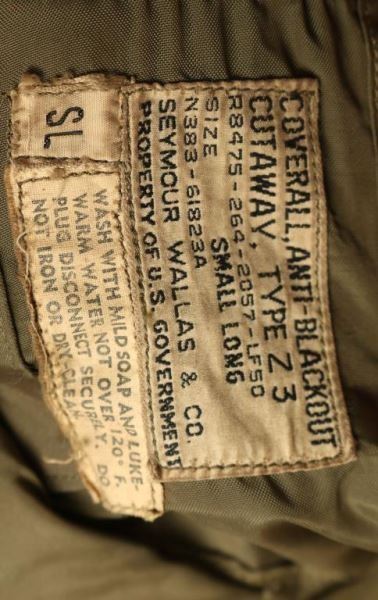 COVERALL, ANTI-BLACKOUT
CUTAWAY, TYPE Z 3
R8475-264-2057-LF50
SIZE SMALL LONG
N383-61823A
SEYMOUR WALLAS & CO.
PROPERTY OF U.S. GOVERNMENT
SL
WASH WITH MILD SOAP AND LUKE-
WARM WATER NOT OVER 120° F.
PLUG DISCONNECT SECURELY. DO
NOT IRON OR DRY-CLEAN